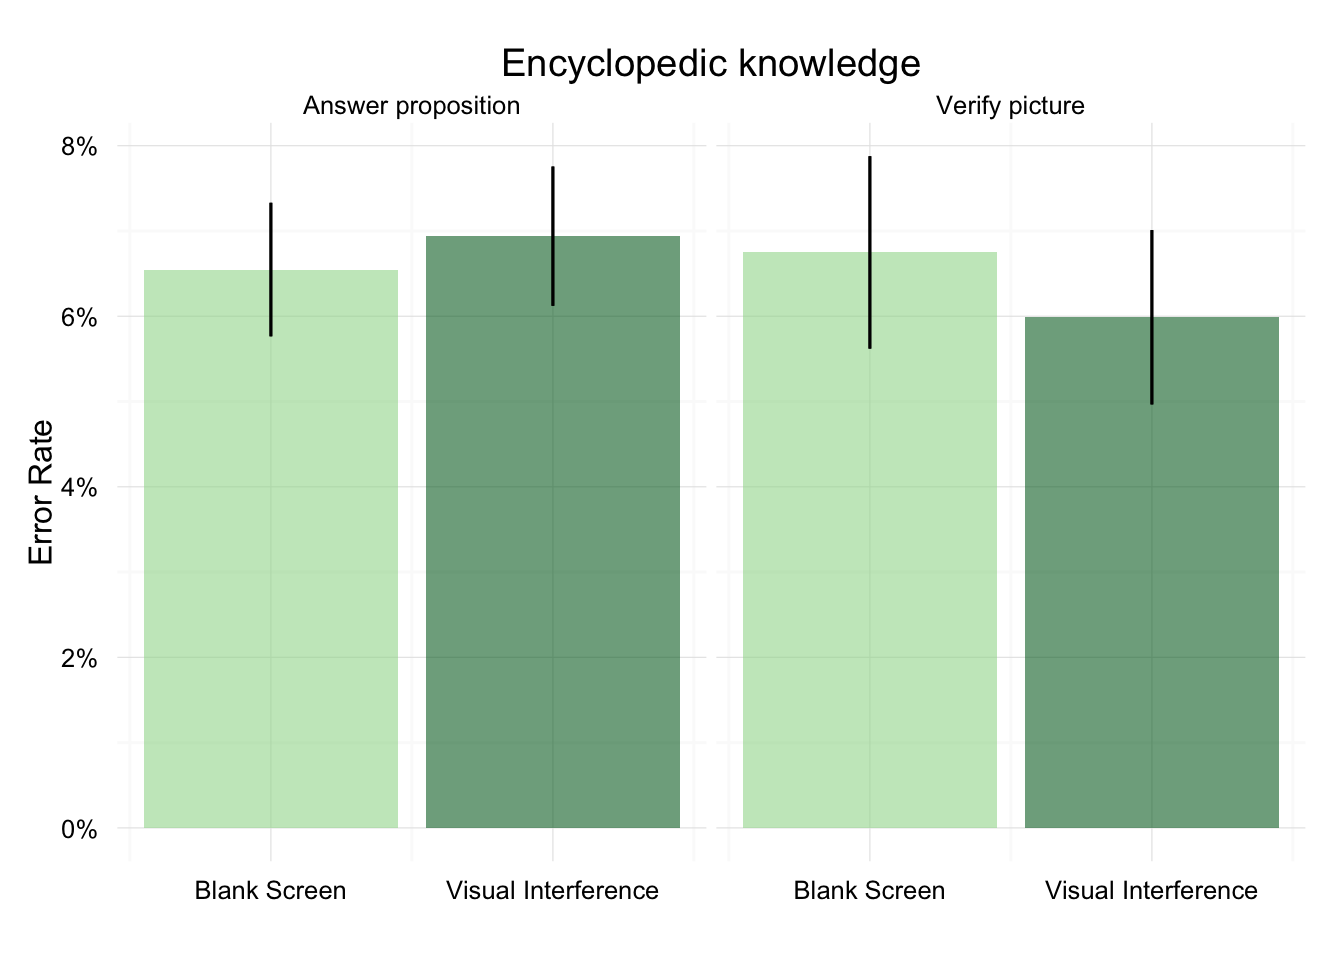 Encyclopedic knowledge
Answer proposition
Verify picture
8%
6%
4%
2%
0%
Error Rate
Blank Screen
Visual Interference
Blank Screen
Visual Interference